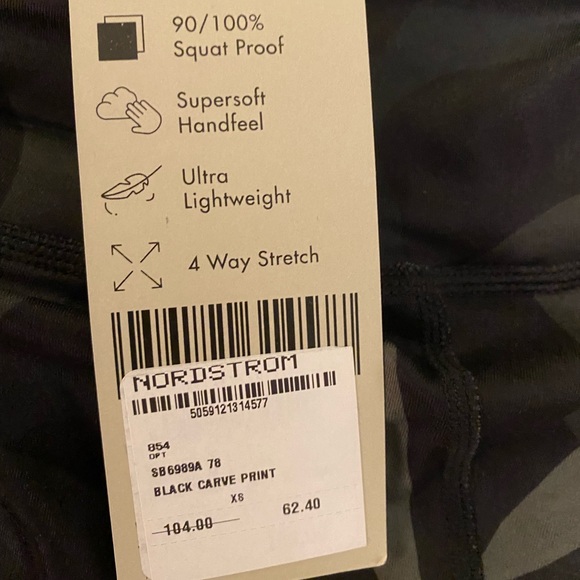 90/100%
Squat Proof
Supersoft
Handfeel
Ultra
Lightweight
4 Way Stretch
NORDSTROM
5059121314577
854
DPT
SB6989A 78
BLACK CARVE PRINT
XS
104.00
62.40